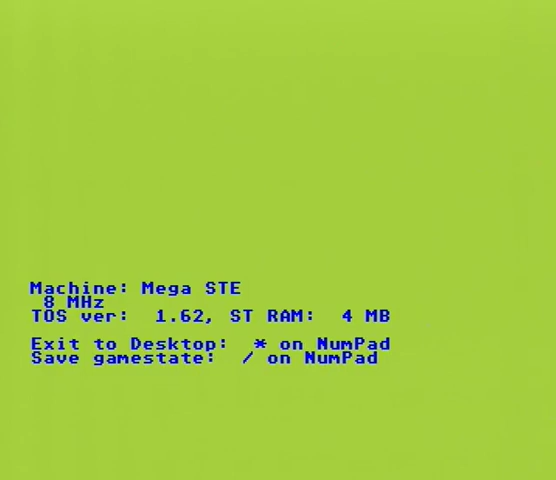 Machine: Mega STE
8 MHz
TOS ver:  1.62, ST RAM:  4 MB
Exit to Desktop:  * on NumPad
Save gamestate:  / on NumPad